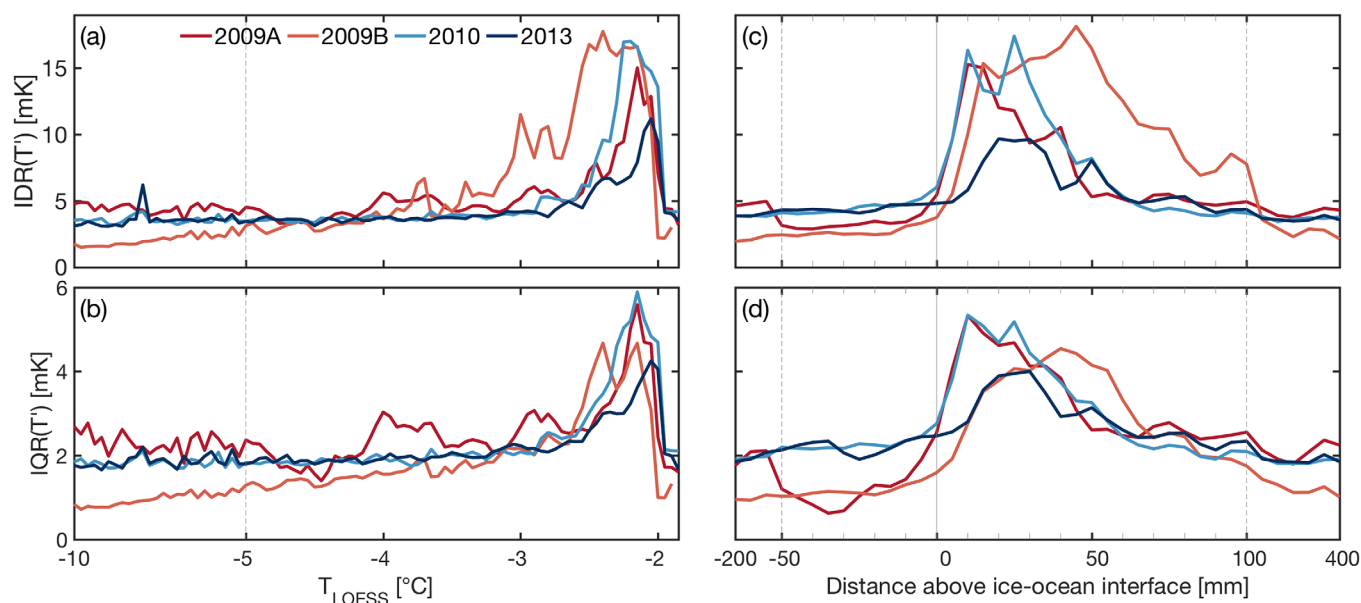 (a)
2009A 2009B 2010 2013
IDR(T') [mK]
15
10
5
0
(c)
(b)
IQR(T') [mK]
6
4
2
0
-10 -5 -4 -3 -2
T_LOESS [°C]
(d)
-200 -50 0 50 100 400
Distance above ice-ocean interface [mm]